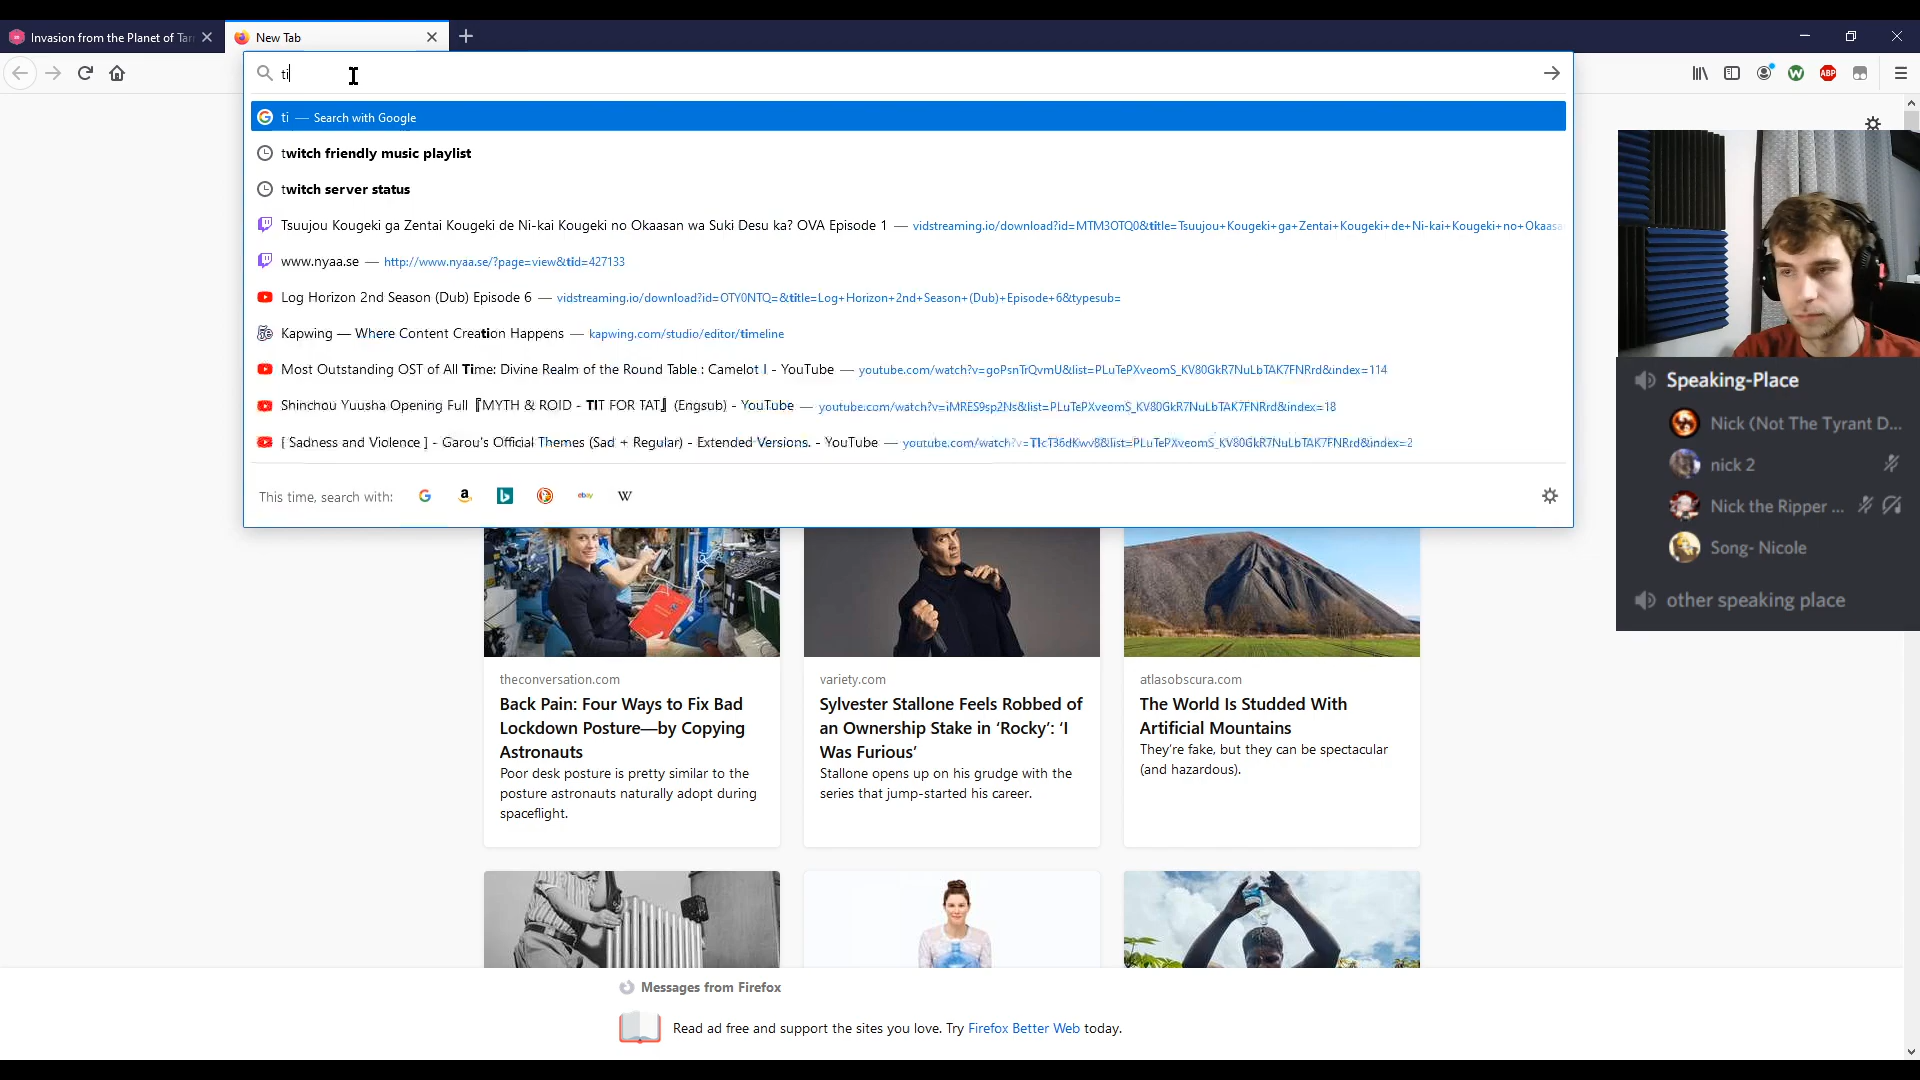 Invasion from the Planet of Tar
New Tab
ti
ti — Search with Google
twitch friendly music playlist
twitch server status
Tsuujou Kougeki ga Zentai Kougeki de Ni-kai Kougeki no Okaasan wa Suki Desu ka? OVA Episode 1 — vidstreaming.io/download?id=MTM3OTQ0&title=Tsuujou+Kougeki+ga+Zentai+Kougeki+de+Ni-kai+Kougeki+no+Okaasa
www.nyaa.se — http://www.nyaa.se/?page=view&tid=427133
Log Horizon 2nd Season (Dub) Episode 6 — vidstreaming.io/download?id=OTY0NTQ=&title=Log+Horizon+2nd+Season+(Dub)+Episode+6&typesub=
Kapwing — Where Content Creation Happens — kapwing.com/studio/editor/timeline
Most Outstanding OST of All Time: Divine Realm of the Round Table : Camelot I - YouTube — youtube.com/watch?v=goPsnTrQvmU&list=PLuTePXveomS_KV80GkR7NuLbTAK7FNRrd&index=114
Shinchou Yuusha Opening Full『MYTH & ROID - TIT FOR TAT』(Engsub) - YouTube — youtube.com/watch?v=iMRES9sp2Ns&list=PLuTePXveomS_KV80GkR7NuLbTAK7FNRrd&index=18
[ Sadness and Violence ] - Garou's Official Themes (Sad + Regular) - Extended Versions. - YouTube — youtube.com/watch?v=TIcT36dKwv8&list=PLuTePXveomS_KV80GkR7NuLbTAK7FNRrd&index=2
This time, search with:
ABP
Speaking-Place
Nick (Not The Tyrant D...
nick 2
Nick the Ripper ...
Song- Nicole
other speaking place
theconversation.com
Back Pain: Four Ways to Fix Bad
Lockdown Posture—by Copying
Astronauts
Poor desk posture is pretty similar to the
posture astronauts naturally adopt during
spaceflight.
variety.com
Sylvester Stallone Feels Robbed of
an Ownership Stake in ‘Rocky’: ‘I
Was Furious’
Stallone opens up on his grudge with the
series that jump-started his career.
atlasobscura.com
The World Is Studded With
Artificial Mountains
They’re fake, but they can be spectacular
(and hazardous).
Messages from Firefox
Read ad free and support the sites you love. Try Firefox Better Web today.